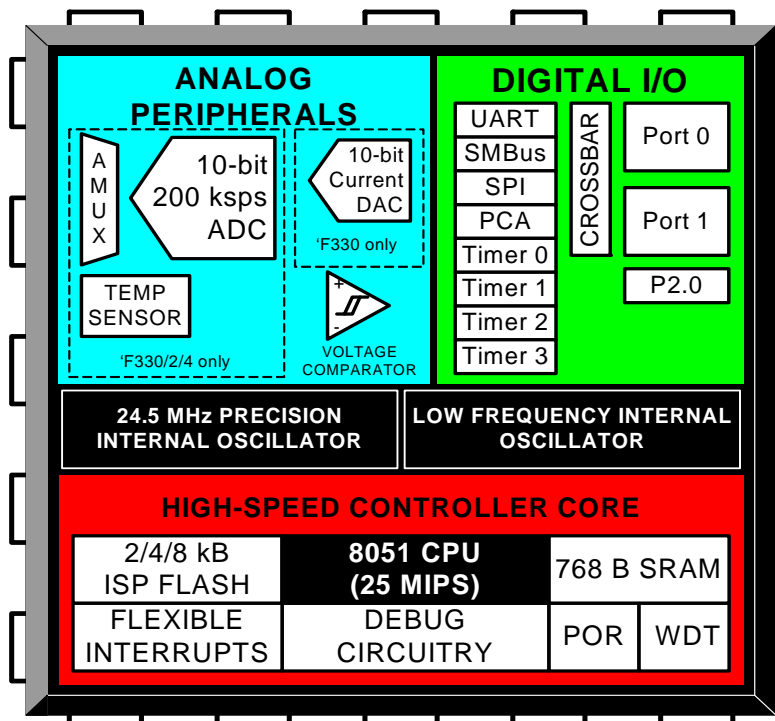 ANALOG
PERIPHERALS
A
M
U
X
10-bit
200 ksps
ADC
10-bit
Current
DAC
‘F330 only
TEMP
SENSOR
+
-
VOLTAGE
COMPARATOR
‘F330/2/4 only
DIGITAL I/O
UART
SMBus
SPI
PCA
Timer 0
Timer 1
Timer 2
Timer 3
CROSSBAR
Port 0
Port 1
P2.0
24.5 MHz PRECISION
INTERNAL OSCILLATOR
LOW FREQUENCY INTERNAL
OSCILLATOR
HIGH-SPEED CONTROLLER CORE
2/4/8 kB
ISP FLASH
8051 CPU
(25 MIPS)
768 B SRAM
FLEXIBLE
INTERRUPTS
DEBUG
CIRCUITRY
POR
WDT